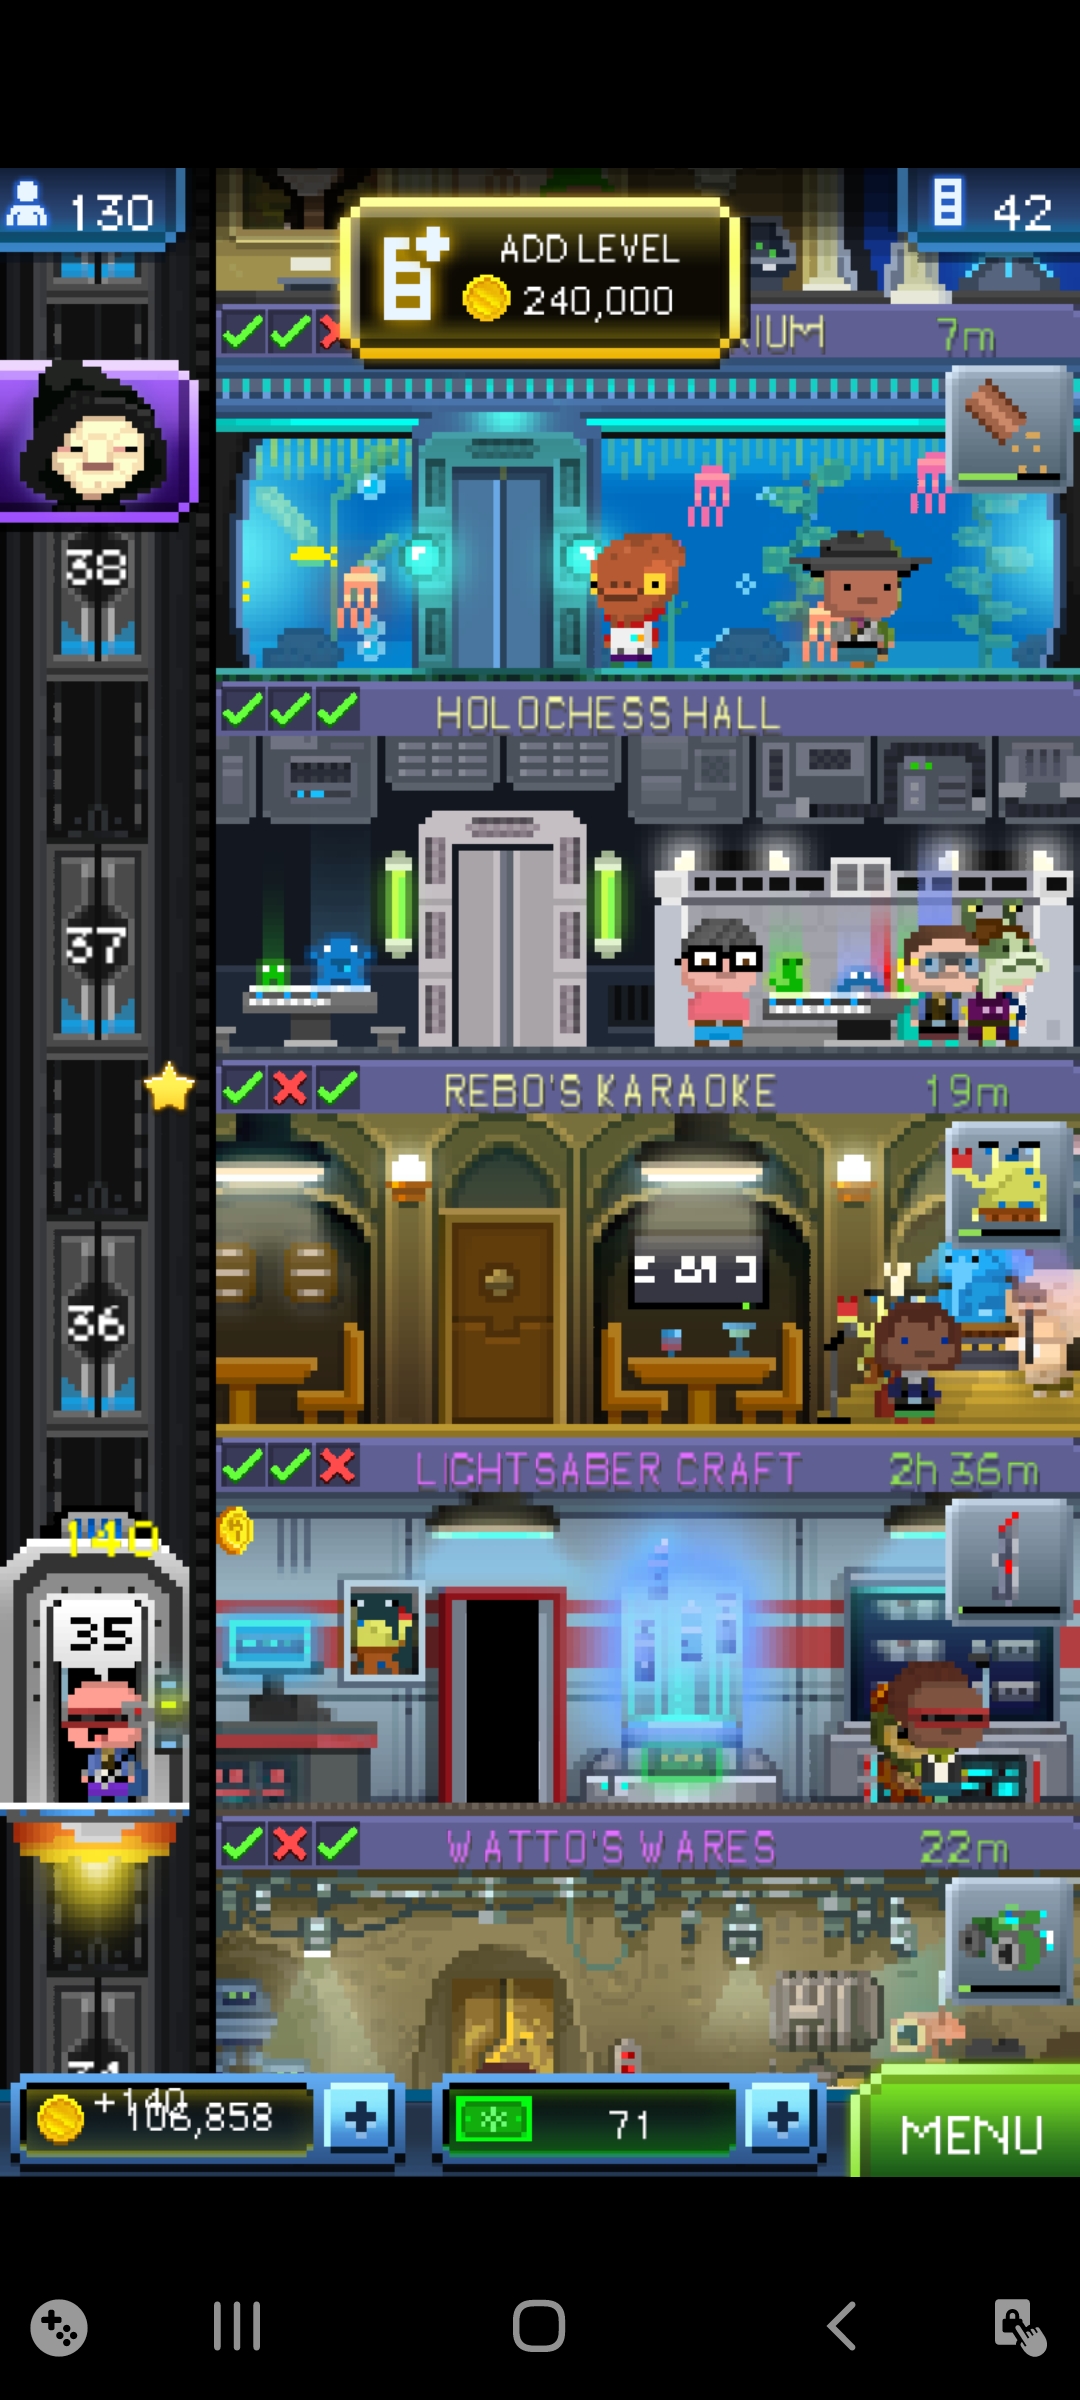 130
ADD LEVEL
240,000
42
7m
38
HOLOCHESS HALL
37
REBO'S KARAOKE
19m
36
LIGHTSABER CRAFT
2h 36m
140
35
WATTO'S WARES
22m
+140
106,858
71
MENU